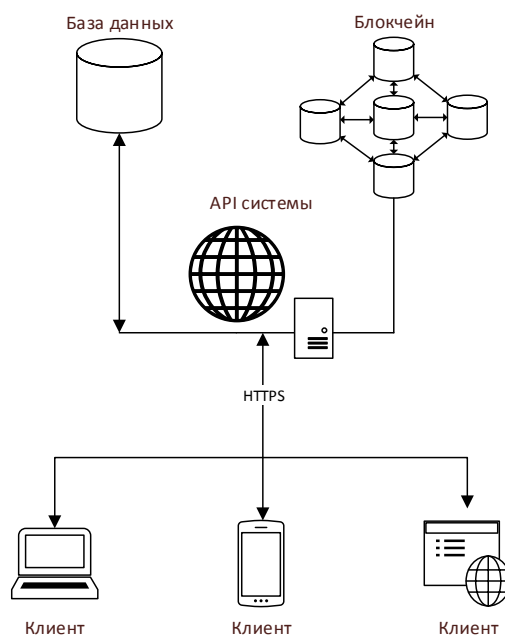 База данных
Блокчейн
API системы
HTTPS
Клиент
Клиент
Клиент